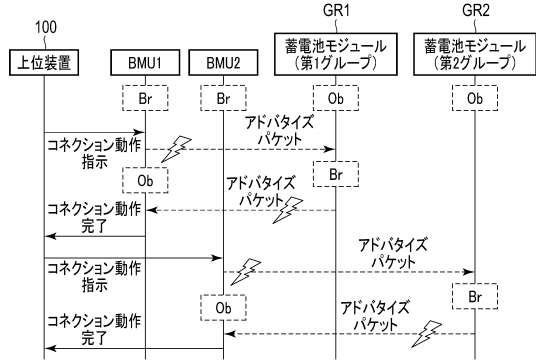 GR1
GR2
100
上位装置
BMU1
BMU2
蓄電池モジュール
(第1グループ)
蓄電池モジュール
(第2グループ)
Br
Br
Ob
Ob
コネクション動作
指示
アドバタイズ
パケット
Ob
Br
コネクション動作
完了
アドバタイズ
パケット
コネクション動作
指示
アドバタイズ
パケット
Ob
Br
コネクション動作
完了
アドバタイズ
パケット